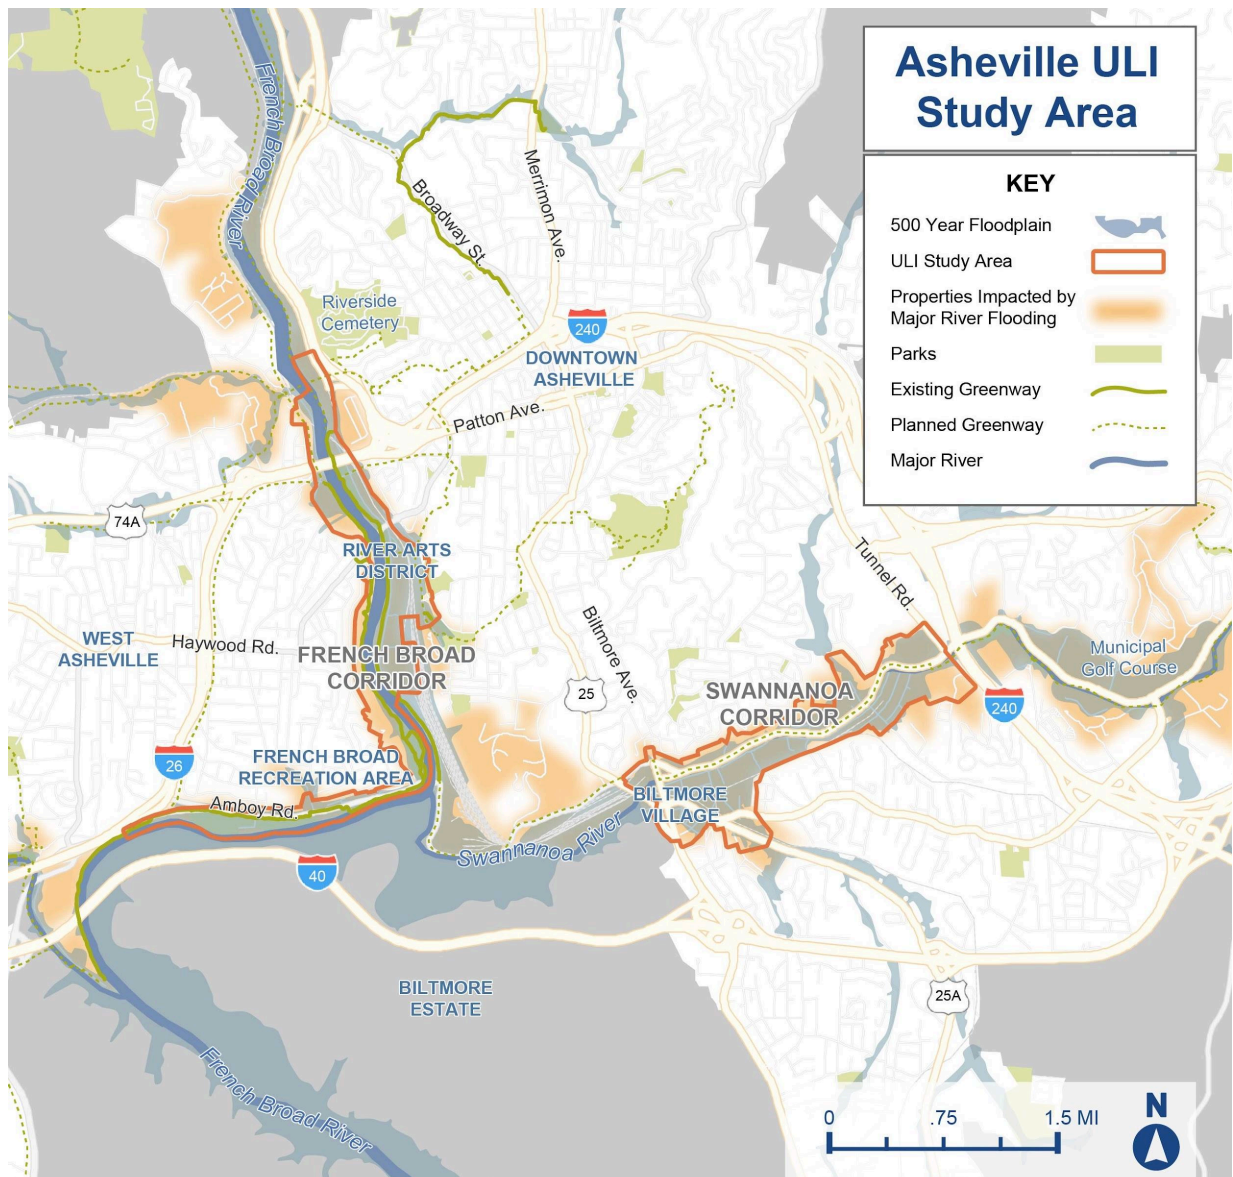 Asheville ULI
Study Area
KEY
500 Year Floodplain
ULI Study Area
Properties Impacted by
Major River Flooding
Parks
Existing Greenway
Planned Greenway
Major River
French Broad River
Merrimon Ave.
Broadway St.
Riverside
Cemetery
240
DOWNTOWN
ASHEVILLE
Patton Ave.
74A
RIVER ARTS
DISTRICT
Tunnel Rd.
WEST
ASHEVILLE
Haywood Rd.
FRENCH BROAD
CORRIDOR
Biltmore Ave.
25
SWANNANOA
CORRIDOR
Municipal
Golf Course
240
26
FRENCH BROAD
RECREATION AREA
Amboy Rd.
BILTMORE
VILLAGE
Swannanoa River
40
BILTMORE
ESTATE
25A
French Broad River
0 .75 1.5 MI
N